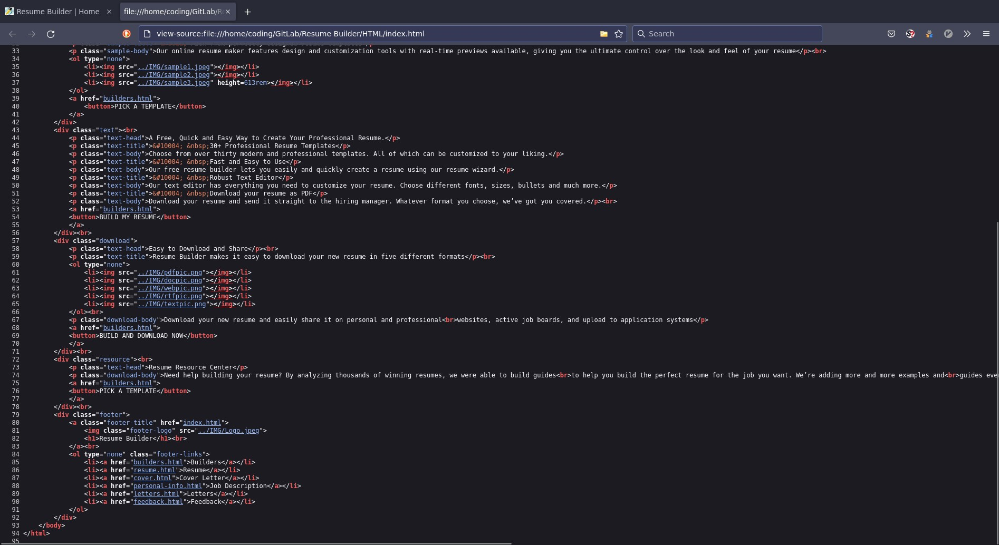 Resume Builder | Home
file:///home/coding/GitLab/Re
view-source:file:///home/coding/GitLab/Resume Builder/HTML/index.html
Search
33 <p class="sample-body">Our online resume maker features design and customization tools with real-time previews available, giving you the ultimate control over the look and feel of your resume</p><br>
34 <ol type="none">
35 <li><img src="../IMG/sample1.jpeg"></img></li>
36 <li><img src="../IMG/sample2.jpeg"></img></li>
37 <li><img src="../IMG/sample3.jpeg" height=613rem></img></li>
38 </ol>
39 <a href="builders.html">
40 <button>PICK A TEMPLATE</button>
41 </a>
42 </div>
43 <div class="text"><br>
44 <p class="text-head">A Free, Quick and Easy Way to Create Your Professional Resume.</p>
45 <p class="text-title">&#10004; &nbsp;30+ Professional Resume Templates</p>
46 <p class="text-body">Choose from over thirty modern and professional templates. All of which can be customized to your liking.</p>
47 <p class="text-title">&#10004; &nbsp;Fast and Easy to Use</p>
48 <p class="text-body">Our free resume builder lets you easily and quickly create a resume using our resume wizard.</p>
49 <p class="text-title">&#10004; &nbsp;Robust Text Editor</p>
50 <p class="text-body">Our text editor has everything you need to customize your resume. Choose different fonts, sizes, bullets and much more.</p>
51 <p class="text-title">&#10004; &nbsp;Download your resume as PDF</p>
52 <p class="text-body">Download your resume and send it straight to the hiring manager. Whatever format you choose, we’ve got you covered.</p><br>
53 <a href="builders.html">
54 <button>BUILD MY RESUME</button>
55 </a>
56 </div><br>
57 <div class="download">
58 <p class="text-head">Easy to Download and Share</p><br>
59 <p class="text-title">Resume Builder makes it easy to download your new resume in five different formats</p><br>
60 <ol type="none">
61 <li><img src="../IMG/pdfpic.png"></img></li>
62 <li><img src="../IMG/docpic.png"></img></li>
63 <li><img src="../IMG/webpic.png"></img></li>
64 <li><img src="../IMG/rtfpic.png"></img></li>
65 <li><img src="../IMG/textpic.png"></img></li>
66 </ol><br>
67 <p class="download-body">Download your new resume and easily share it on personal and professional<br>websites, active job boards, and upload to application systems</p>
68 <a href="builders.html">
69 <button>BUILD AND DOWNLOAD NOW</button>
70 </a>
71 </div><br>
72 <div class="resource"><br>
73 <p class="text-head">Resume Resource Center</p>
74 <p class="download-body">Need help building your resume? By analyzing thousands of winning resumes, we were able to build guides<br>to help you build the perfect resume for the job you want. We’re adding more and more examples and<br>guides eve
75 <a href="builders.html">
76 <button>PICK A TEMPLATE</button>
77 </a>
78 </div><br>
79 <div class="footer">
80 <a class="footer-title" href="index.html">
81 <img class="footer-logo" src="../IMG/Logo.jpeg">
82 <h1>Resume Builder</h1><br>
83 </a><br>
84 <ol type="none" class="footer-links">
85 <li><a href="builders.html">Builders</a></li>
86 <li><a href="resume.html">Resume</a></li>
87 <li><a href="cover.html">Cover Letter</a></li>
88 <li><a href="personal-info.html">Job Description</a></li>
89 <li><a href="letters.html">Letters</a></li>
90 <li><a href="feedback.html">Feedback</a></li>
91 </ol>
92 </div>
93 </body>
94 </html>
95